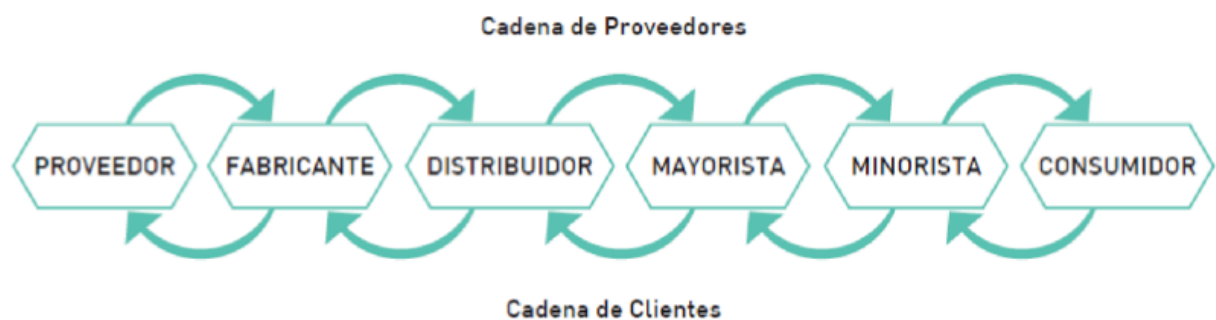 Cadena de Proveedores
PROVEEDOR FABRICANTE DISTRIBUIDOR MAYORISTA MINORISTA CONSUMIDOR
Cadena de Clientes